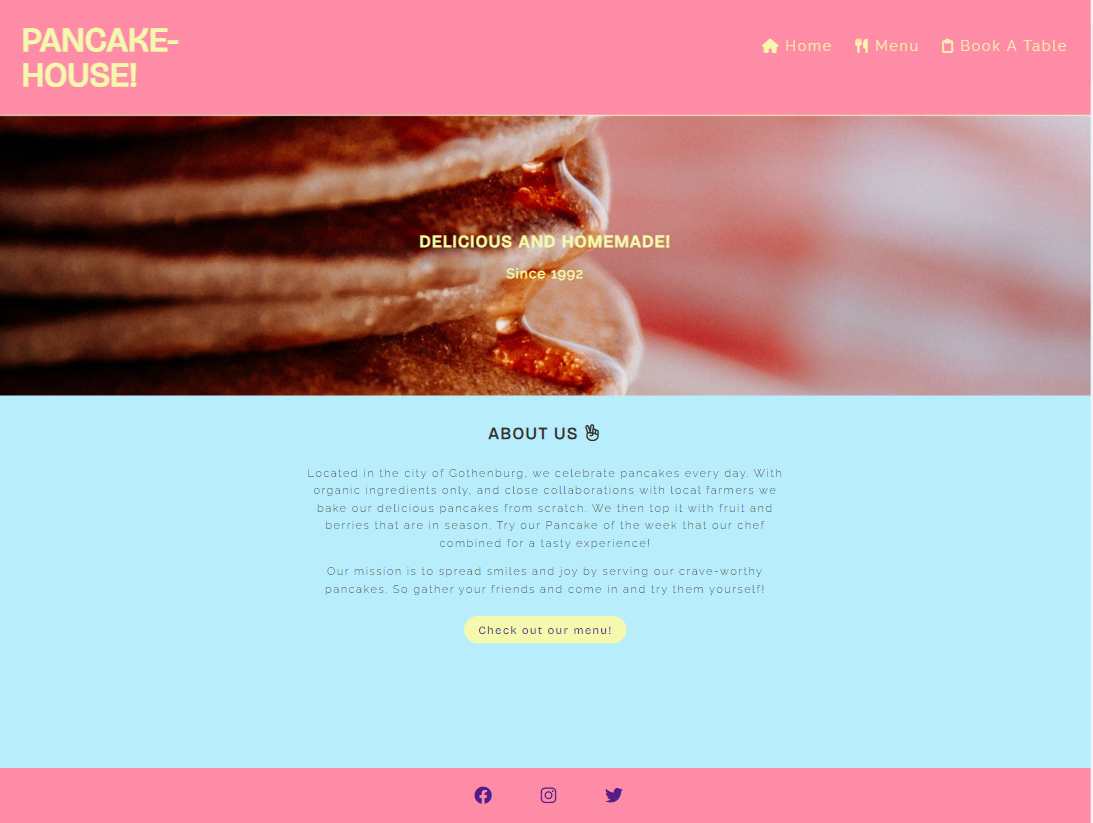 PANCAKE-
HOUSE!
Home Menu Book A Table
DELICIOUS AND HOMEMADE!
Since 1992
ABOUT US
Located in the city of Gothenburg, we celebrate pancakes every day. With
organic ingredients only, and close collaborations with local farmers we
bake our delicious pancakes from scratch. We then top it with fruit and
berries that are in season. Try our Pancake of the week that our chef
combined for a tasty experience!
Our mission is to spread smiles and joy by serving our crave-worthy
pancakes. So gather your friends and come in and try them yourself!
Check out our menu!